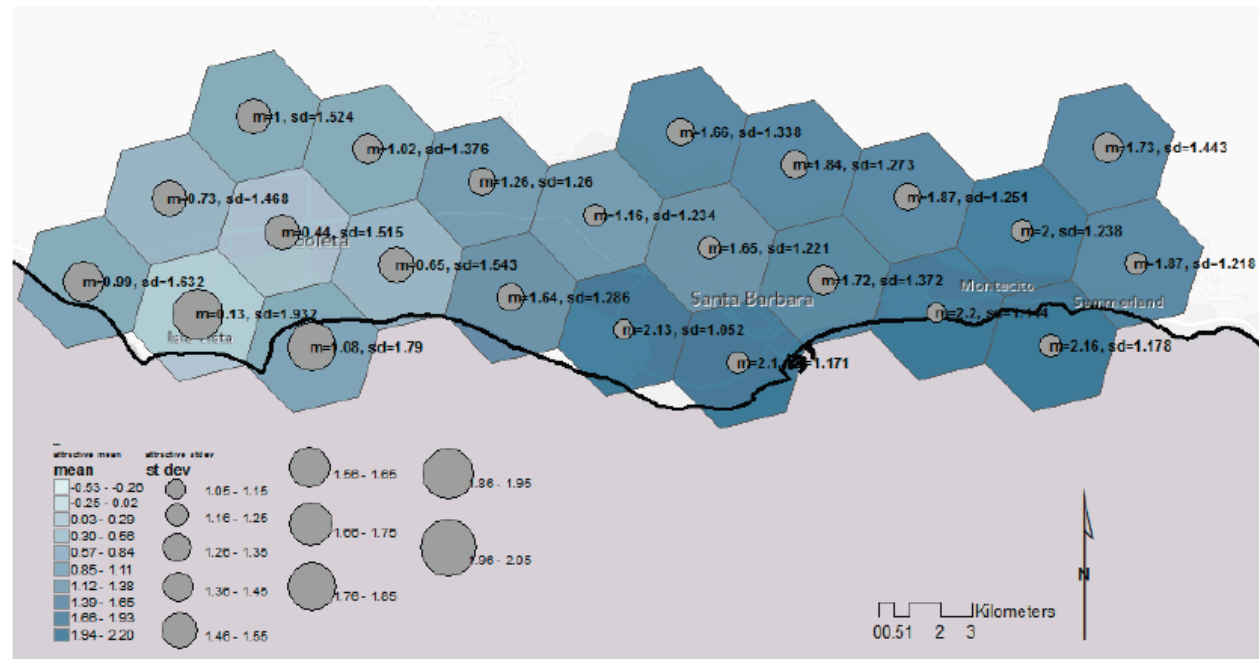 m=1, sd=1.524
m=1.02, sd=1.376
m=1.66, sd=1.338
m=1.84, sd=1.273
m=1.73, sd=1.443
m=0.73, sd=1.468
m=1.26, sd=1.26
m=1.87, sd=1.251
m=0.44, sd=1.515
m=1.16, sd=1.234
m=2, sd=1.238
m=0.99, sd=1.632
m=0.65, sd=1.543
m=1.65, sd=1.221
m=1.87, sd=1.218
m=0.13, sd=1.932
m=1.64, sd=1.286
m=1.72, sd=1.372
Montecito
Santa Barbara
Summerland
m=1.08, sd=1.79
m=2.13, sd=1.052
m=2.2,
Isla Vista
m=2.1, 1.171
m=2.16, sd=1.178
attractive mean
mean
-0.53 - -0.26
-0.25 - 0.02
0.03 - 0.29
0.30 - 0.56
0.57 - 0.84
0.85 - 1.11
1.12 - 1.38
1.39 - 1.65
1.66 - 1.93
1.94 - 2.20
attractive stdev
st dev
1.05 - 1.15
1.16 - 1.25
1.26 - 1.35
1.36 - 1.45
1.46 - 1.55
1.56 - 1.65
1.66 - 1.75
1.76 - 1.85
1.86 - 1.95
1.96 - 2.05
Kilometers
00.51 2 3
N